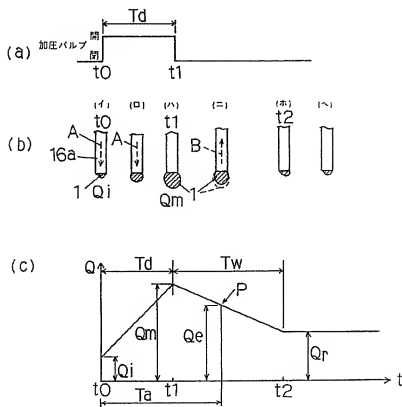 Td
(a)
加圧バルブ
開
閉
t0 t1
(イ) (ロ) (ハ) (ニ) (ホ) (ヘ)
t0 t1 t2
(b)
A A B
16a
1 1
Qi Qm
(c)
Q Td Tw
P
Qm Qe Qr
Qi
t0 t1 t2 t
Ta